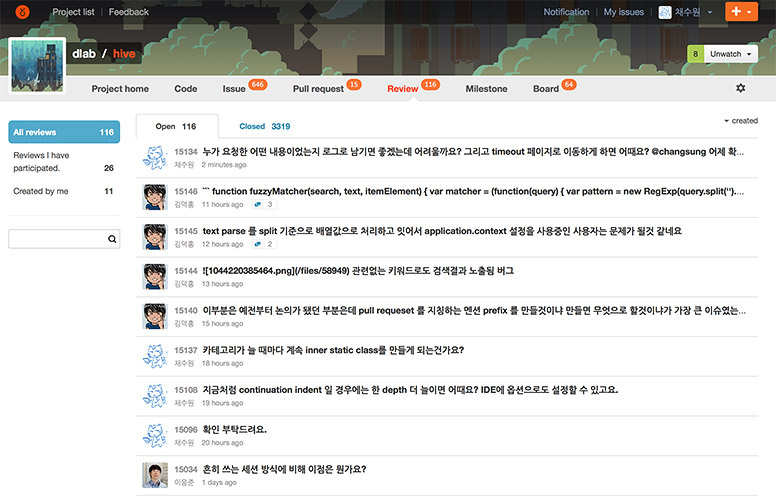 Project list | Feedback
Notification | My issues | 채수원
dlab / hive
8 Unwatch
Project home Code Issue 646 Pull request 15 Review 116 Milestone Board 64
All reviews 116
Reviews I have participated. 26
Created by me 11
Open 116 Closed 3319
created
15134 누가 요청한 어떤 내용이었는지 로그로 남기면 좋겠는데 어려울까요? 그리고 timeout 페이지로 이동하게 하면 어때요? @changsung 어제 확...
채수원 2 minutes ago
15146 ``` function fuzzyMatcher(search, text, itemElement) { var matcher = (function(query) { var pattern = new RegExp(query.split('')....
김덕홍 11 hours ago 3
15145 text parse 를 split 기준으로 배열값으로 처리하고 잇어서 application.context 설정을 사용중인 사용자는 문제가 될것 같네요
김덕홍 12 hours ago 2
15144 ![1044220385464.png](/files/58949) 관련없는 키워드로도 검색결과 노출됨 버그
김덕홍 13 hours ago
15140 이부분은 예전부터 논의가 됐던 부분은데 pull requeset 를 지칭하는 멘션 prefix 를 만들것이냐 만들면 무엇으로 할것이냐가 가장 큰 이슈였는...
김덕홍 15 hours ago
15137 카테고리가 늘 때마다 계속 inner static class를 만들게 되는건가요?
채수원 18 hours ago
15108 지금처럼 continuation indent 일 경우에는 한 depth 더 늘이면 어때요? IDE에 옵션으로도 설정할 수 있고요.
채수원 19 hours ago
15096 확인 부탁드려요.
채수원 20 hours ago
15034 흔히 쓰는 세션 방식에 비해 이점은 뭔가요?
이응준 1 days ago